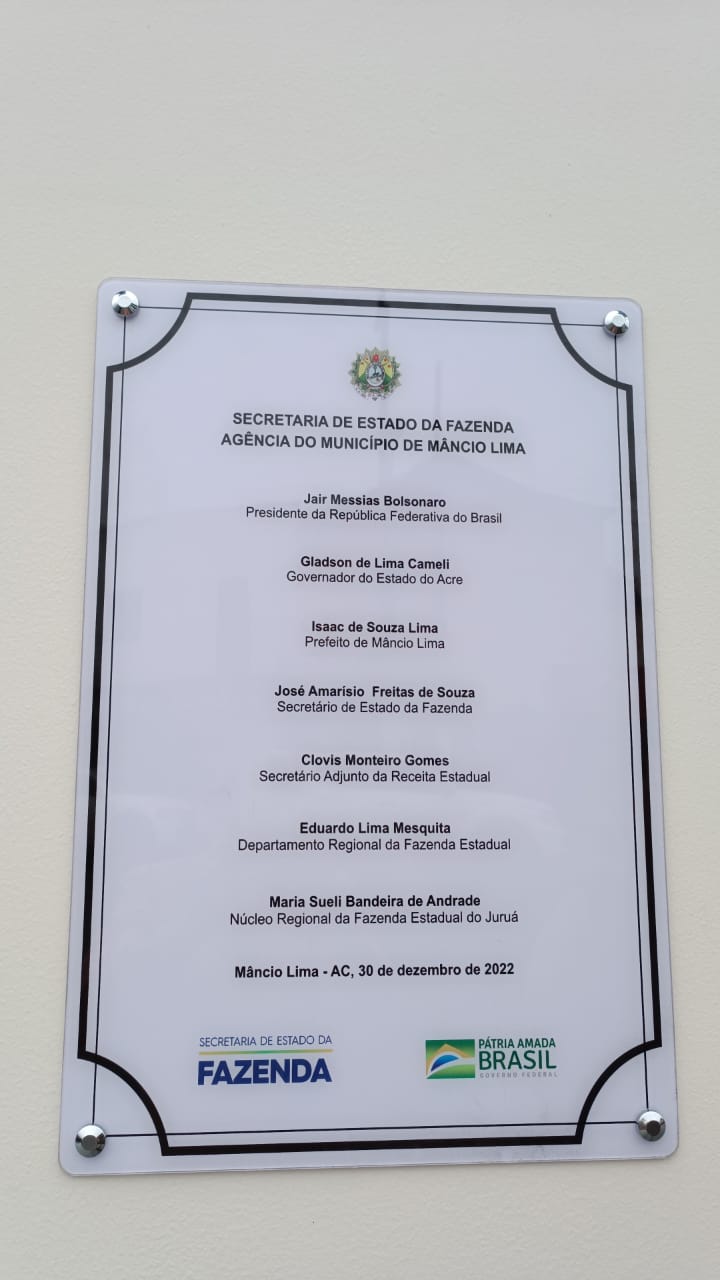 SECRETARIA DE ESTADO DA FAZENDA
AGÊNCIA DO MUNICÍPIO DE MÂNCIO LIMA
Jair Messias Bolsonaro
Presidente da República Federativa do Brasil
Gladson de Lima Cameli
Governador do Estado do Acre
Isaac de Souza Lima
Prefeito de Mâncio Lima
José Amarísio Freitas de Souza
Secretário de Estado da Fazenda
Clovis Monteiro Gomes
Secretário Adjunto da Receita Estadual
Eduardo Lima Mesquita
Departamento Regional da Fazenda Estadual
Maria Sueli Bandeira de Andrade
Núcleo Regional da Fazenda Estadual do Juruá
Mâncio Lima - AC, 30 de dezembro de 2022
SECRETARIA DE ESTADO DA
FAZENDA
PÁTRIA AMADA
BRASIL
GOVERNO FEDERAL